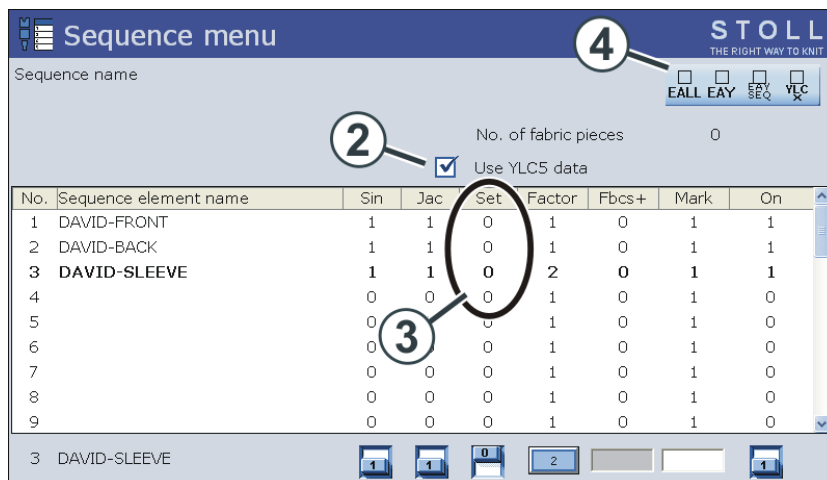 Sequence menu
STOLL
THE RIGHT WAY TO KNIT
4
Sequence name
EALL EAY EAY SEQ YLC X
No. of fabric pieces 0
2
Use YLC5 data
No. Sequence element name Sin Jac Set Factor Fbcs+ Mark On
1 DAVID-FRONT 1 1 0 1 0 1 1
2 DAVID-BACK 1 1 0 1 0 1 1
3 DAVID-SLEEVE 1 1 0 2 0 1 1
4 0 0 0 1 0 1 0
5 0 0 1 0 1 0
3
6 0 0 1 0 1 0
7 0 0 0 1 0 1 0
8 0 0 0 1 0 1 0
9 0 0 0 1 0 1 0
3 DAVID-SLEEVE 1 1 0 2 1